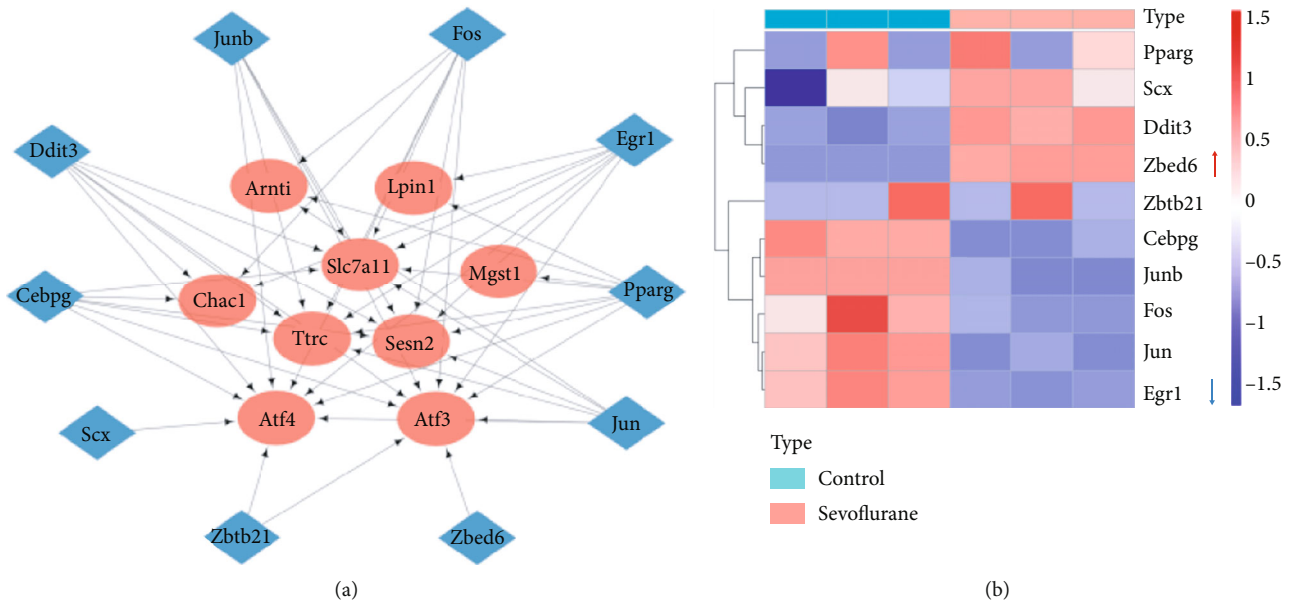 Junb
Fos
Ddit3
Egr1
Arnti
Lpin1
Slc7a11
Mgst1
Cebpg
Chac1
Pparg
Ttrc
Sesn2
Scx
Atf4
Atf3
Jun
Zbtb21
Zbed6
(a)
Type
Pparg
Scx
Ddit3
Zbed6
Zbtb21
Cebpg
Junb
Fos
Jun
Egr1
1.5
1
0.5
0
−0.5
−1
−1.5
Type
Control
Sevoflurane
(b)